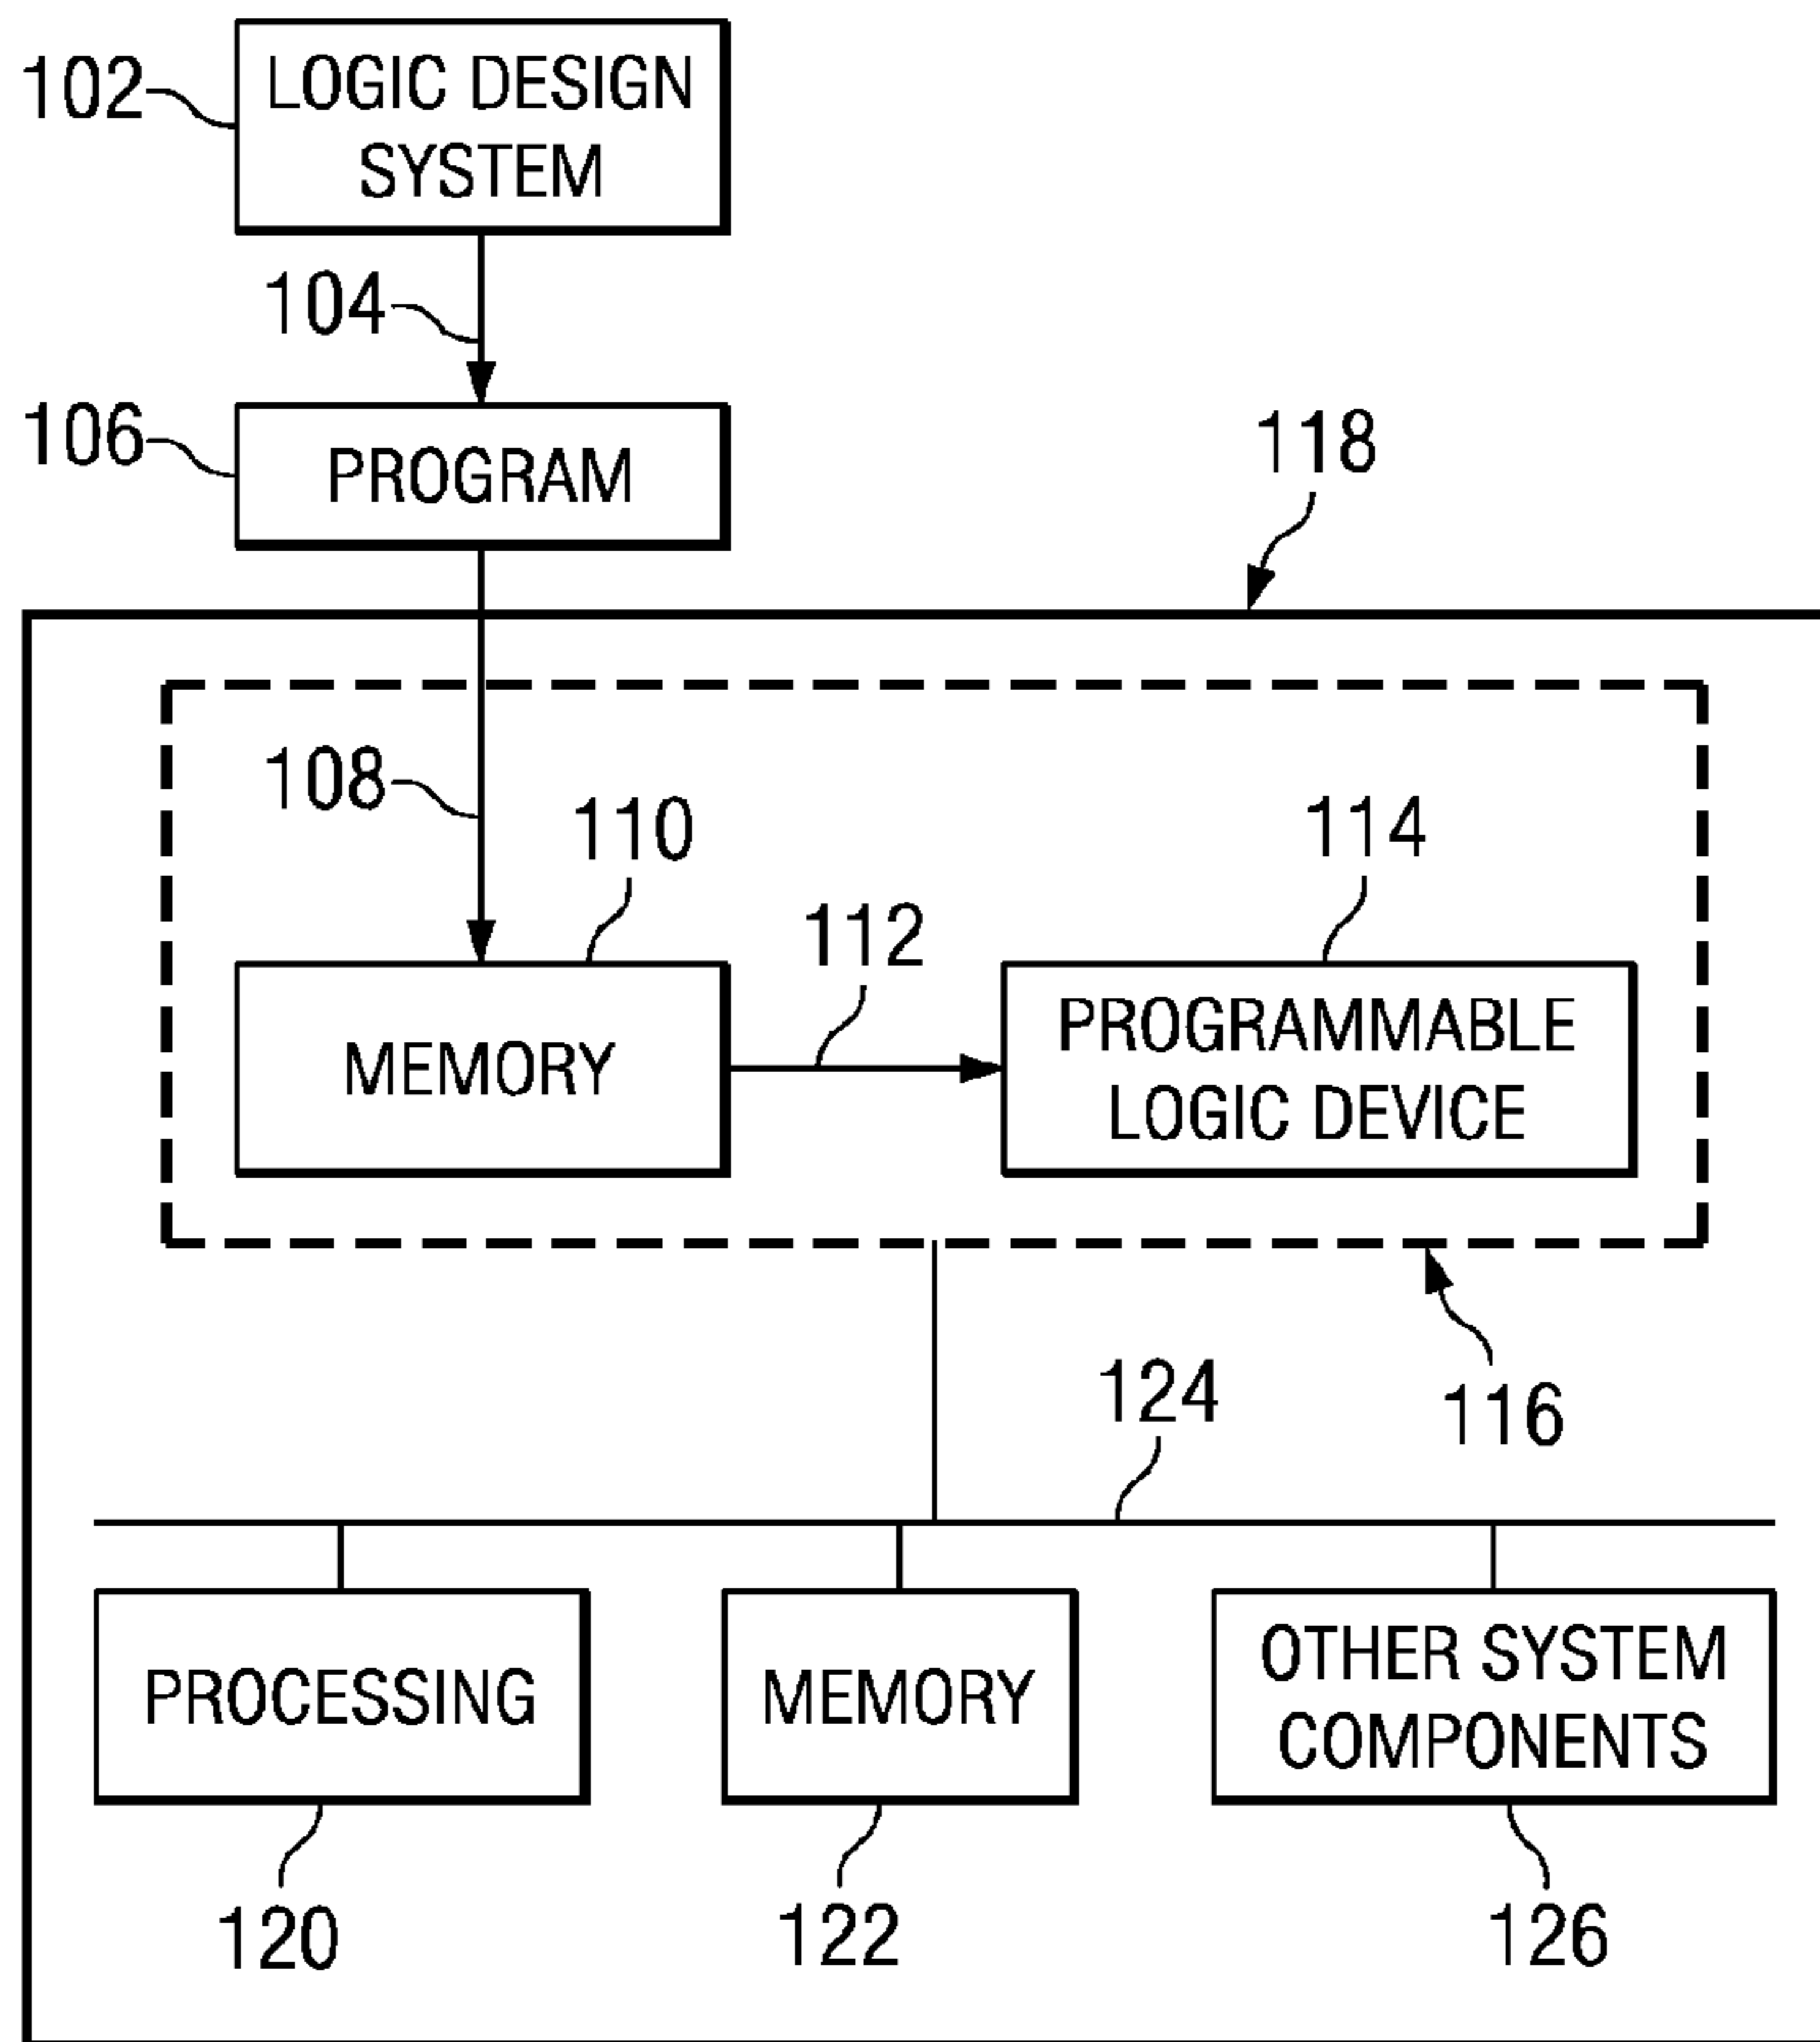 102
LOGIC DESIGN
SYSTEM
104
106
PROGRAM
118
108
110
114
112
MEMORY
PROGRAMMABLE
LOGIC DEVICE
124
116
PROCESSING
MEMORY
OTHER SYSTEM
COMPONENTS
120
122
126